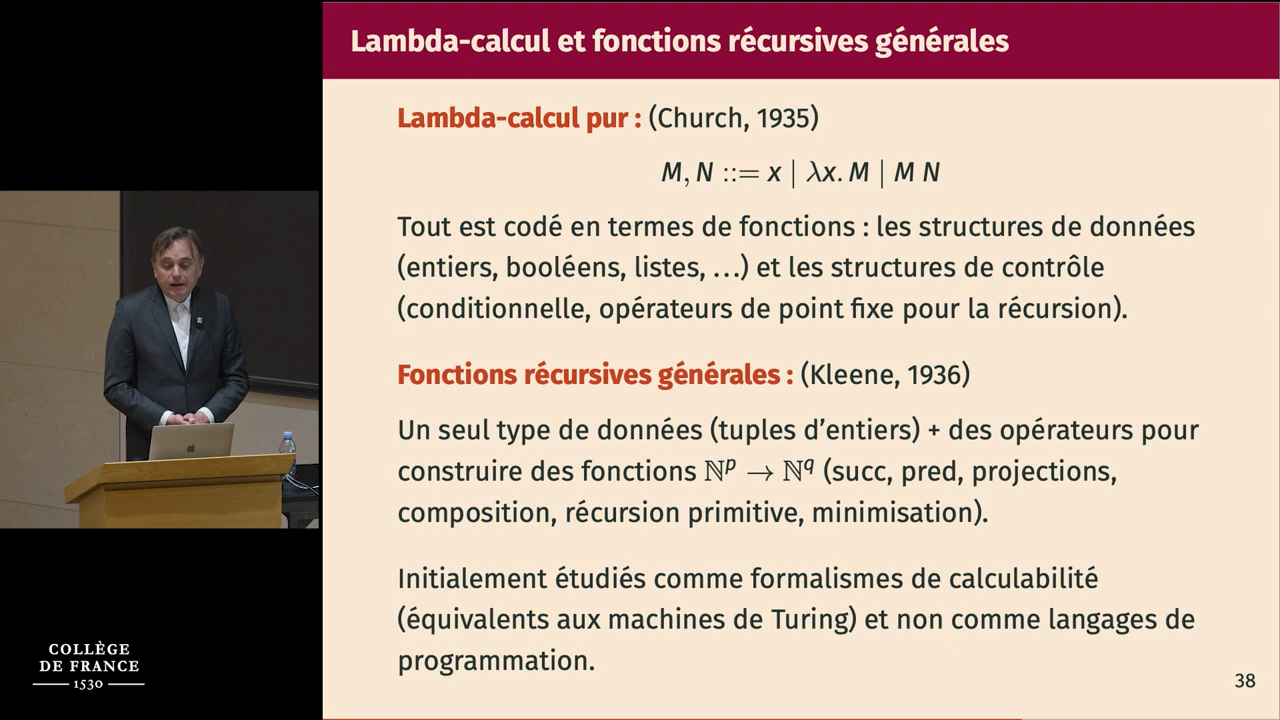 Lambda-calcul et fonctions récursives générales
Lambda-calcul pur : (Church, 1935)
M, N ::= x | λx. M | M N
Tout est codé en termes de fonctions : les structures de données
(entiers, booléens, listes, …) et les structures de contrôle
(conditionnelle, opérateurs de point fixe pour la récursion).
Fonctions récursives générales : (Kleene, 1936)
Un seul type de données (tuples d’entiers) + des opérateurs pour
construire des fonctions ℕᵖ → ℕ^q (succ, pred, projections,
composition, récursion primitive, minimisation).
Initialement étudiés comme formalismes de calculabilité
(équivalents aux machines de Turing) et non comme langages de
programmation.
38
COLLÈGE
DE FRANCE
1530